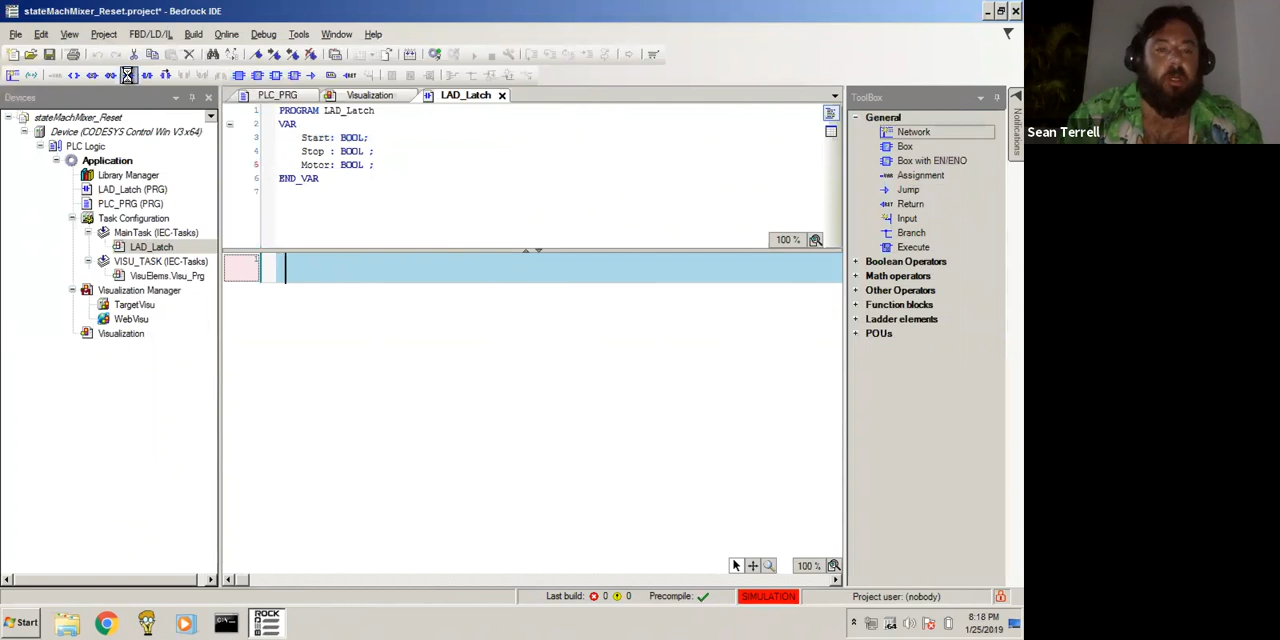 stateMachMixer_Reset.project* - Bedrock IDE
File Edit View Project FBD/LD/IL Build Online Debug Tools Window Help
Devices
PLC_PRG
Visualization
LAD_Latch
ToolBox
stateMachMixer_Reset
Device (CODESYS Control Win V3 x64)
PLC Logic
Application
Library Manager
LAD_Latch (PRG)
PLC_PRG (PRG)
Task Configuration
MainTask (IEC-Tasks)
LAD_Latch
VISU_TASK (IEC-Tasks)
VisuElems.Visu_Prg
Visualization Manager
TargetVisu
WebVisu
Visualization
1 PROGRAM LAD_Latch
2 VAR
3 Start: BOOL;
4 Stop : BOOL ;
5 Motor: BOOL ;
6 END_VAR
7
100 %
1
100 %
General
Network
Box
Box with EN/ENO
Assignment
Jump
Return
Input
Branch
Execute
Boolean Operators
Math operators
Other Operators
Function blocks
Ladder elements
POUs
Notifications
Sean Terrell
Last build: 0 0 Precompile: SIMULATION Project user: (nobody)
Start
ROCK
8:18 PM
1/25/2019